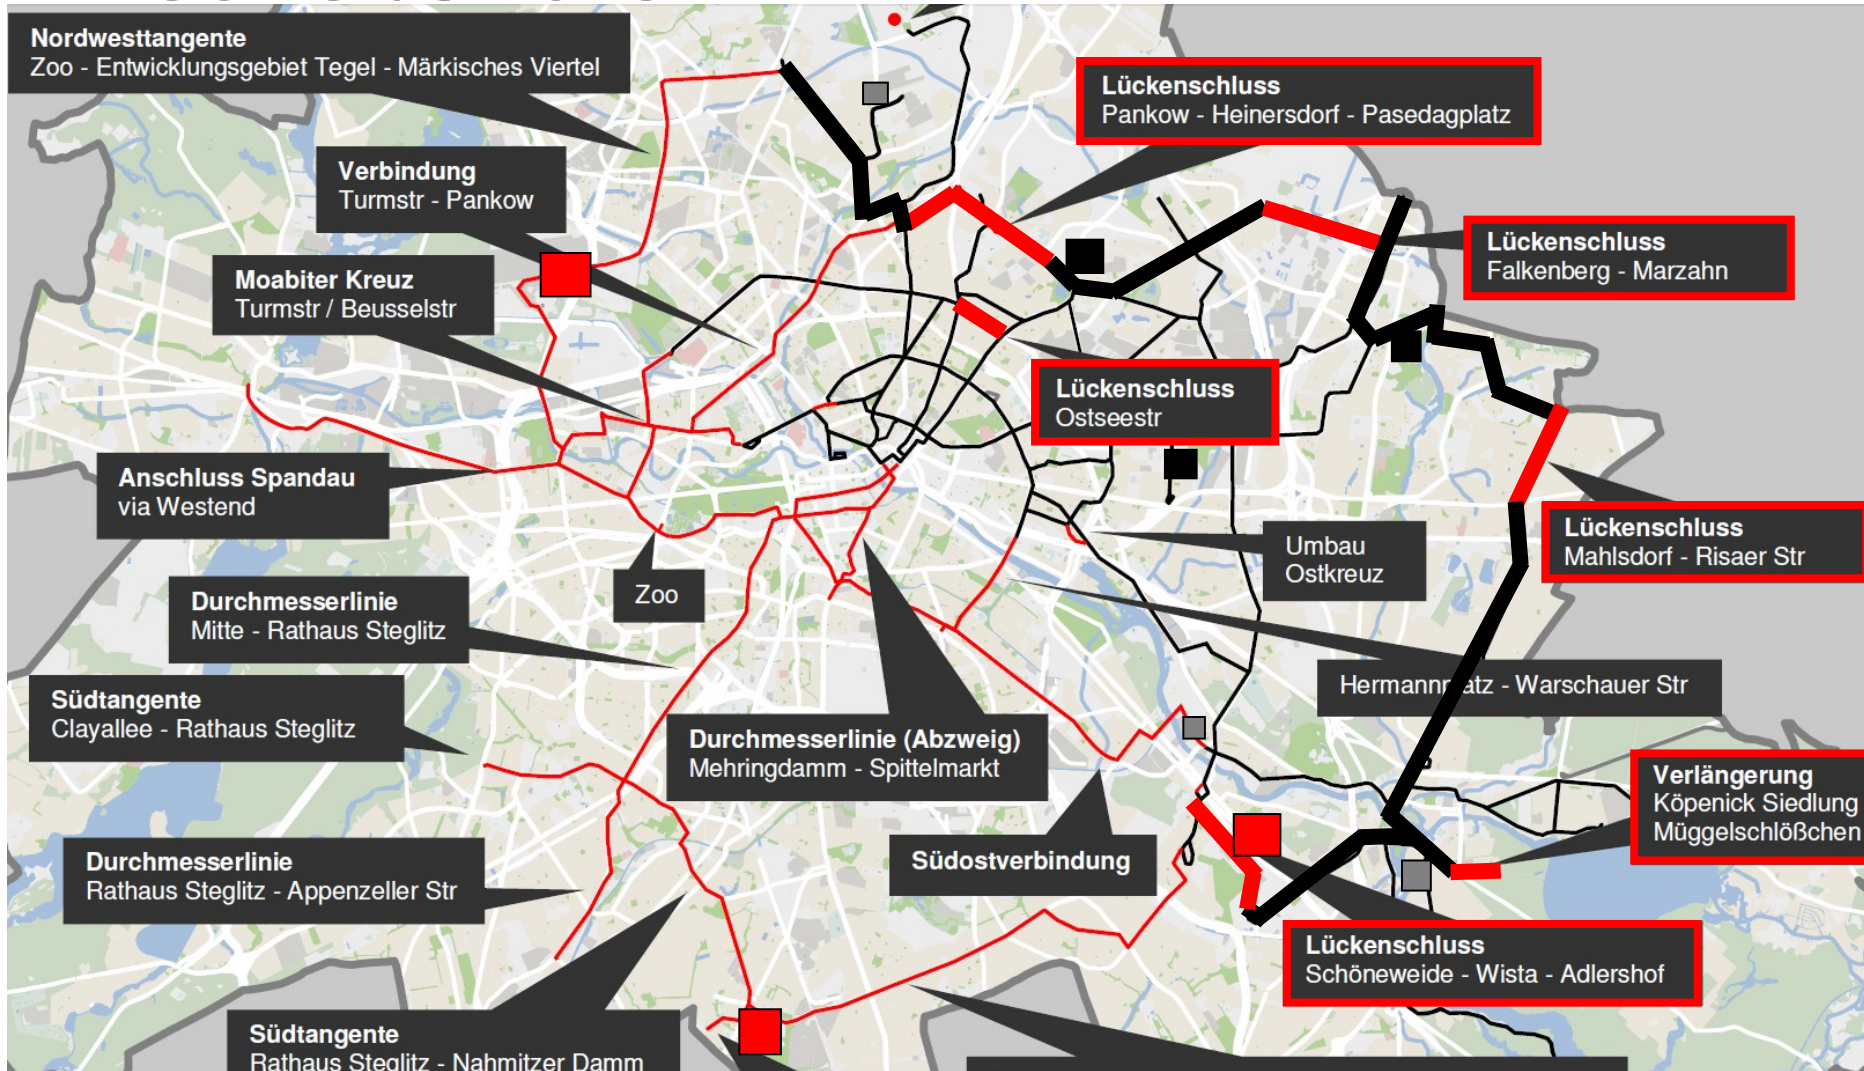 Nordwesttangente
Zoo - Entwicklungsgebiet Tegel - Märkisches Viertel
Lückenschluss
Pankow - Heinersdorf - Pasedagplatz
Verbindung
Turmstr - Pankow
Lückenschluss
Falkenberg - Marzahn
Moabiter Kreuz
Turmstr / Beusselstr
Lückenschluss
Ostseestr
Anschluss Spandau
via Westend
Lückenschluss
Mahlsdorf - Risaer Str
Umbau
Ostkreuz
Zoo
Durchmesserlinie
Mitte - Rathaus Steglitz
Hermannplatz - Warschauer Str
Südtangente
Clayallee - Rathaus Steglitz
Durchmesserlinie (Abzweig)
Mehringdamm - Spittelmarkt
Verlängerung
Köpenick Siedlung
Müggelschlößchen
Südostverbindung
Durchmesserlinie
Rathaus Steglitz - Appenzeller Str
Lückenschluss
Schöneweide - Wista - Adlershof
Südtangente
Rathaus Steglitz - Nahmitzer Damm